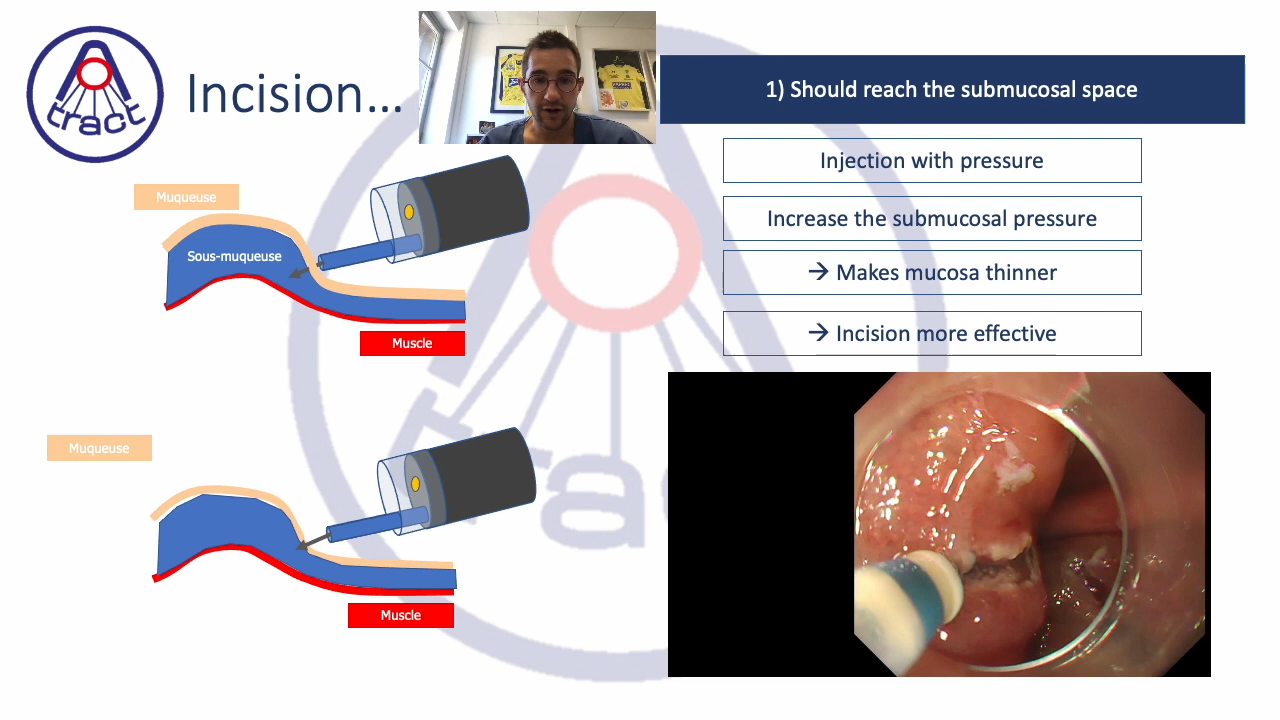 tract
Incision…
1) Should reach the submucosal space
Injection with pressure
Increase the submucosal pressure
→ Makes mucosa thinner
→ Incision more effective
Muqueuse
Sous-muqueuse
Muscle
Muqueuse
Muscle